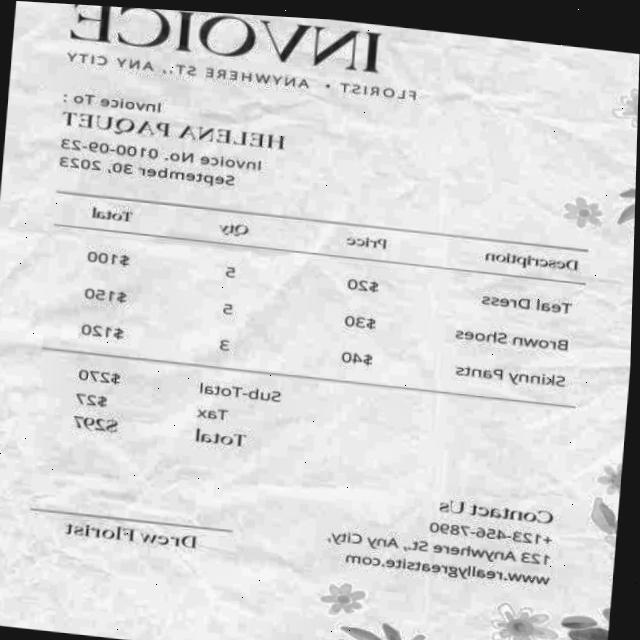 INVOICE
FLORIST • ANYWHERE ST., ANY CITY
Invoice To :
HELENA PAQUET
Invoice No. 0100-09-23
September 30, 2023
Description Price Qty Total
Teal Dress $20 5 $100
Brown Shoes $30 5 $150
Skinny Pants $40 3 $120
Sub-Total $270
Tax $27
Total $297
Contact Us
+123-456-7890
123 Anywhere St., Any City,
www.reallygreatsite.com
Drew Florist